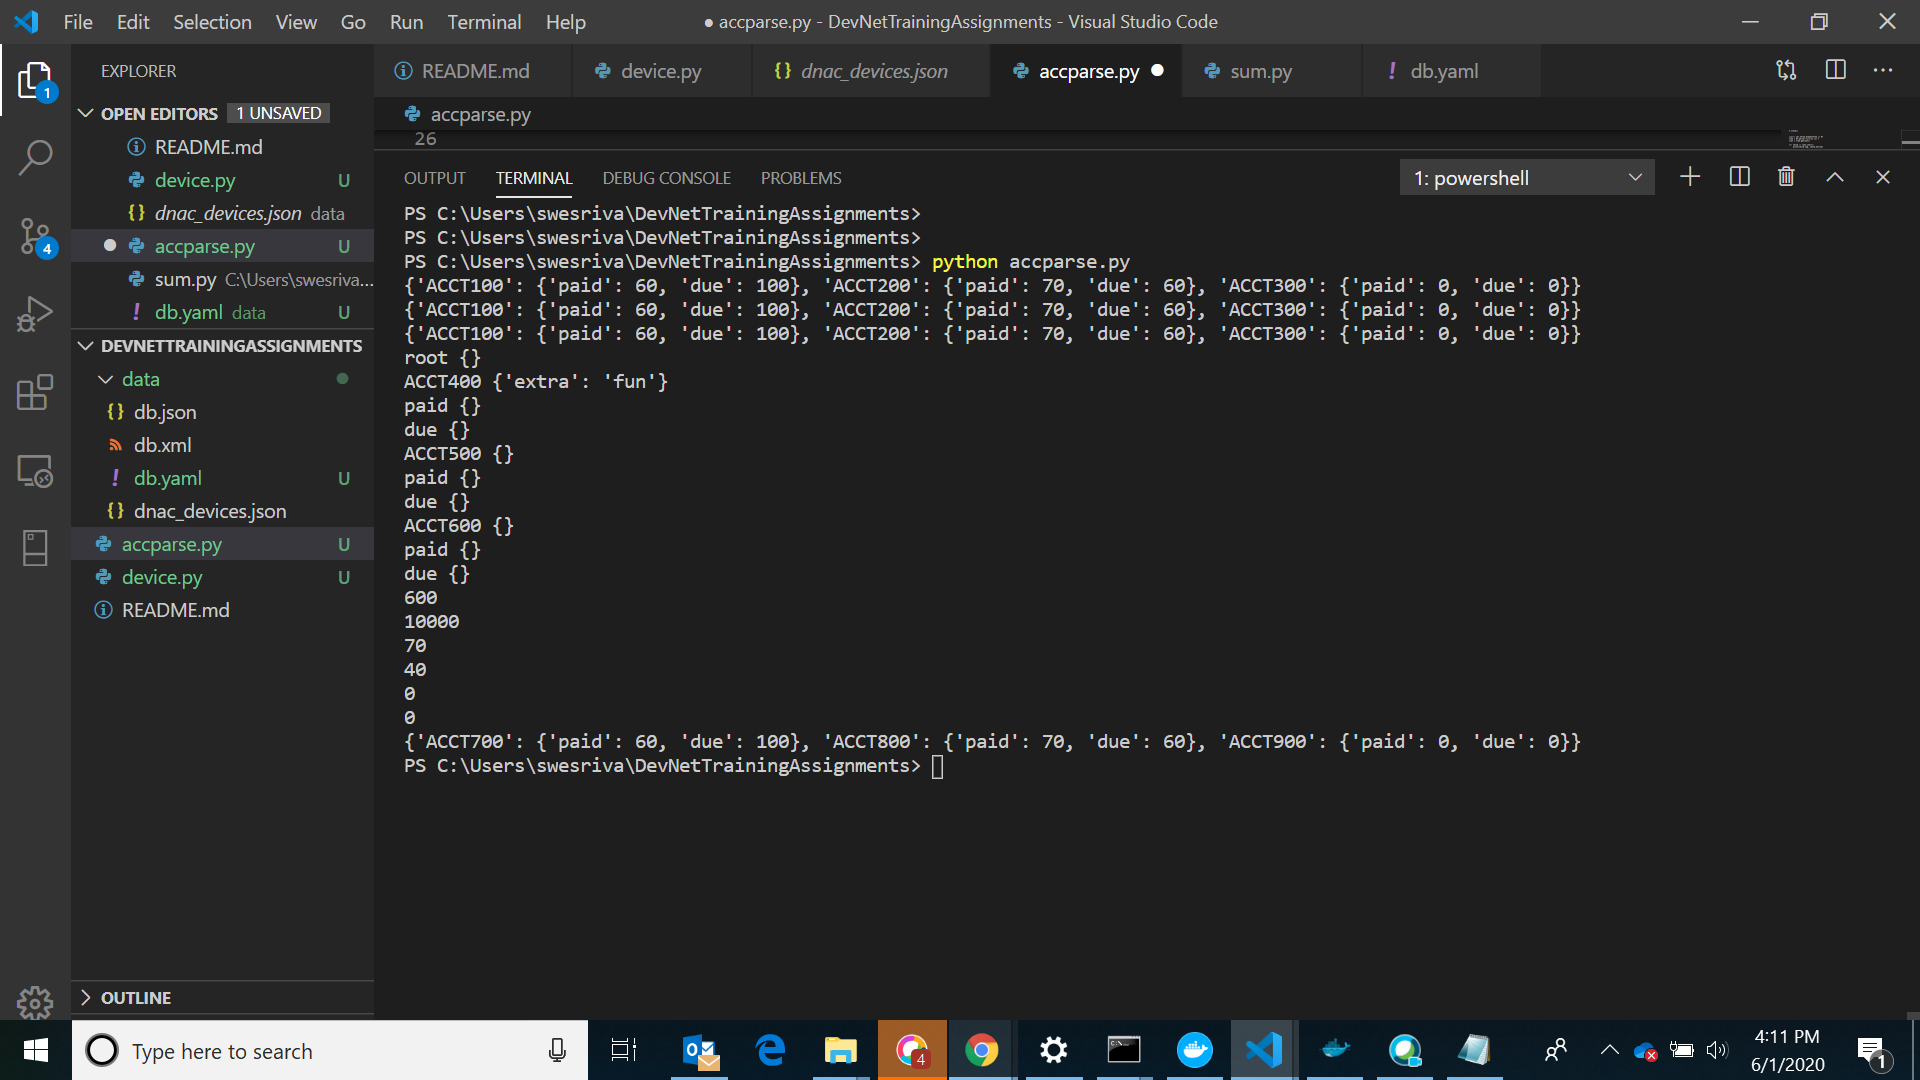 File Edit Selection View Go Run Terminal Help
● accparse.py - DevNetTrainingAssignments - Visual Studio Code
EXPLORER
README.md
device.py
dnac_devices.json
accparse.py
sum.py
db.yaml
OPEN EDITORS 1 UNSAVED
README.md
device.py U
dnac_devices.json data
accparse.py U
sum.py C:\Users\swesriva...
db.yaml data U
DEVNETTRAININGASSIGNMENTS
data
db.json
db.xml
db.yaml U
dnac_devices.json
accparse.py U
device.py U
README.md
OUTLINE
1
4
accparse.py
26
OUTPUT TERMINAL DEBUG CONSOLE PROBLEMS
1: powershell
PS C:\Users\swesriva\DevNetTrainingAssignments>
PS C:\Users\swesriva\DevNetTrainingAssignments>
PS C:\Users\swesriva\DevNetTrainingAssignments> python accparse.py
{'ACCT100': {'paid': 60, 'due': 100}, 'ACCT200': {'paid': 70, 'due': 60}, 'ACCT300': {'paid': 0, 'due': 0}}
{'ACCT100': {'paid': 60, 'due': 100}, 'ACCT200': {'paid': 70, 'due': 60}, 'ACCT300': {'paid': 0, 'due': 0}}
{'ACCT100': {'paid': 60, 'due': 100}, 'ACCT200': {'paid': 70, 'due': 60}, 'ACCT300': {'paid': 0, 'due': 0}}
root {}
ACCT400 {'extra': 'fun'}
paid {}
due {}
ACCT500 {}
paid {}
due {}
ACCT600 {}
paid {}
due {}
600
10000
70
40
0
0
{'ACCT700': {'paid': 60, 'due': 100}, 'ACCT800': {'paid': 70, 'due': 60}, 'ACCT900': {'paid': 0, 'due': 0}}
PS C:\Users\swesriva\DevNetTrainingAssignments>
Type here to search
4
4:11 PM
6/1/2020
1